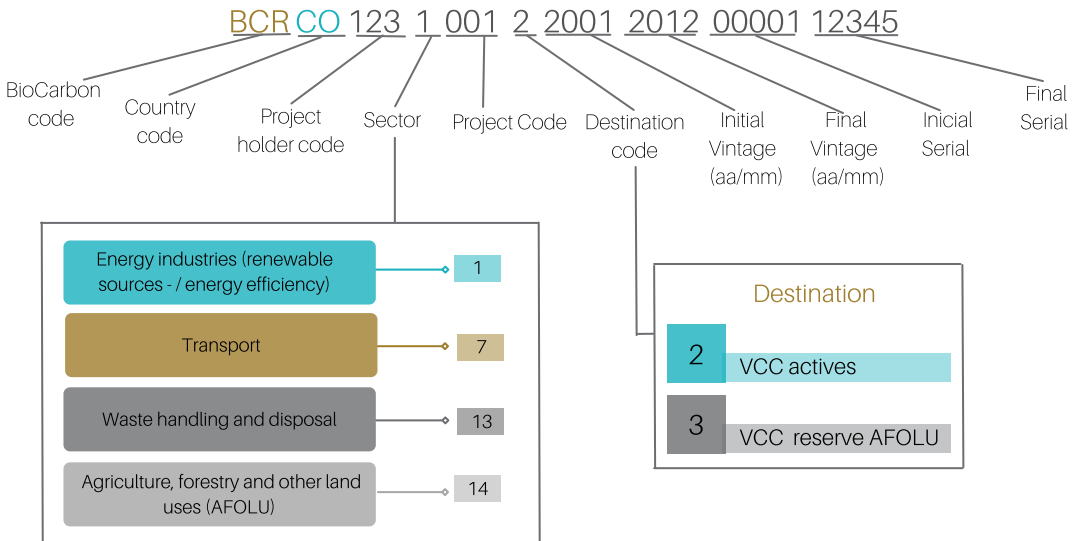 BCR CO 123 1 001 2 2001 2012 00001 12345
BioCarbon
code
Country
code
Project
holder code
Sector
Project Code
Destination
code
Initial
Vintage
(aa/mm)
Final
Vintage
(aa/mm)
Inicial
Serial
Final
Serial
Energy industries (renewable
sources - / energy efficiency)
1
Transport
7
Waste handling and disposal
13
Agriculture, forestry and other land
uses (AFOLU)
14
Destination
2
VCC actives
3
VCC reserve AFOLU